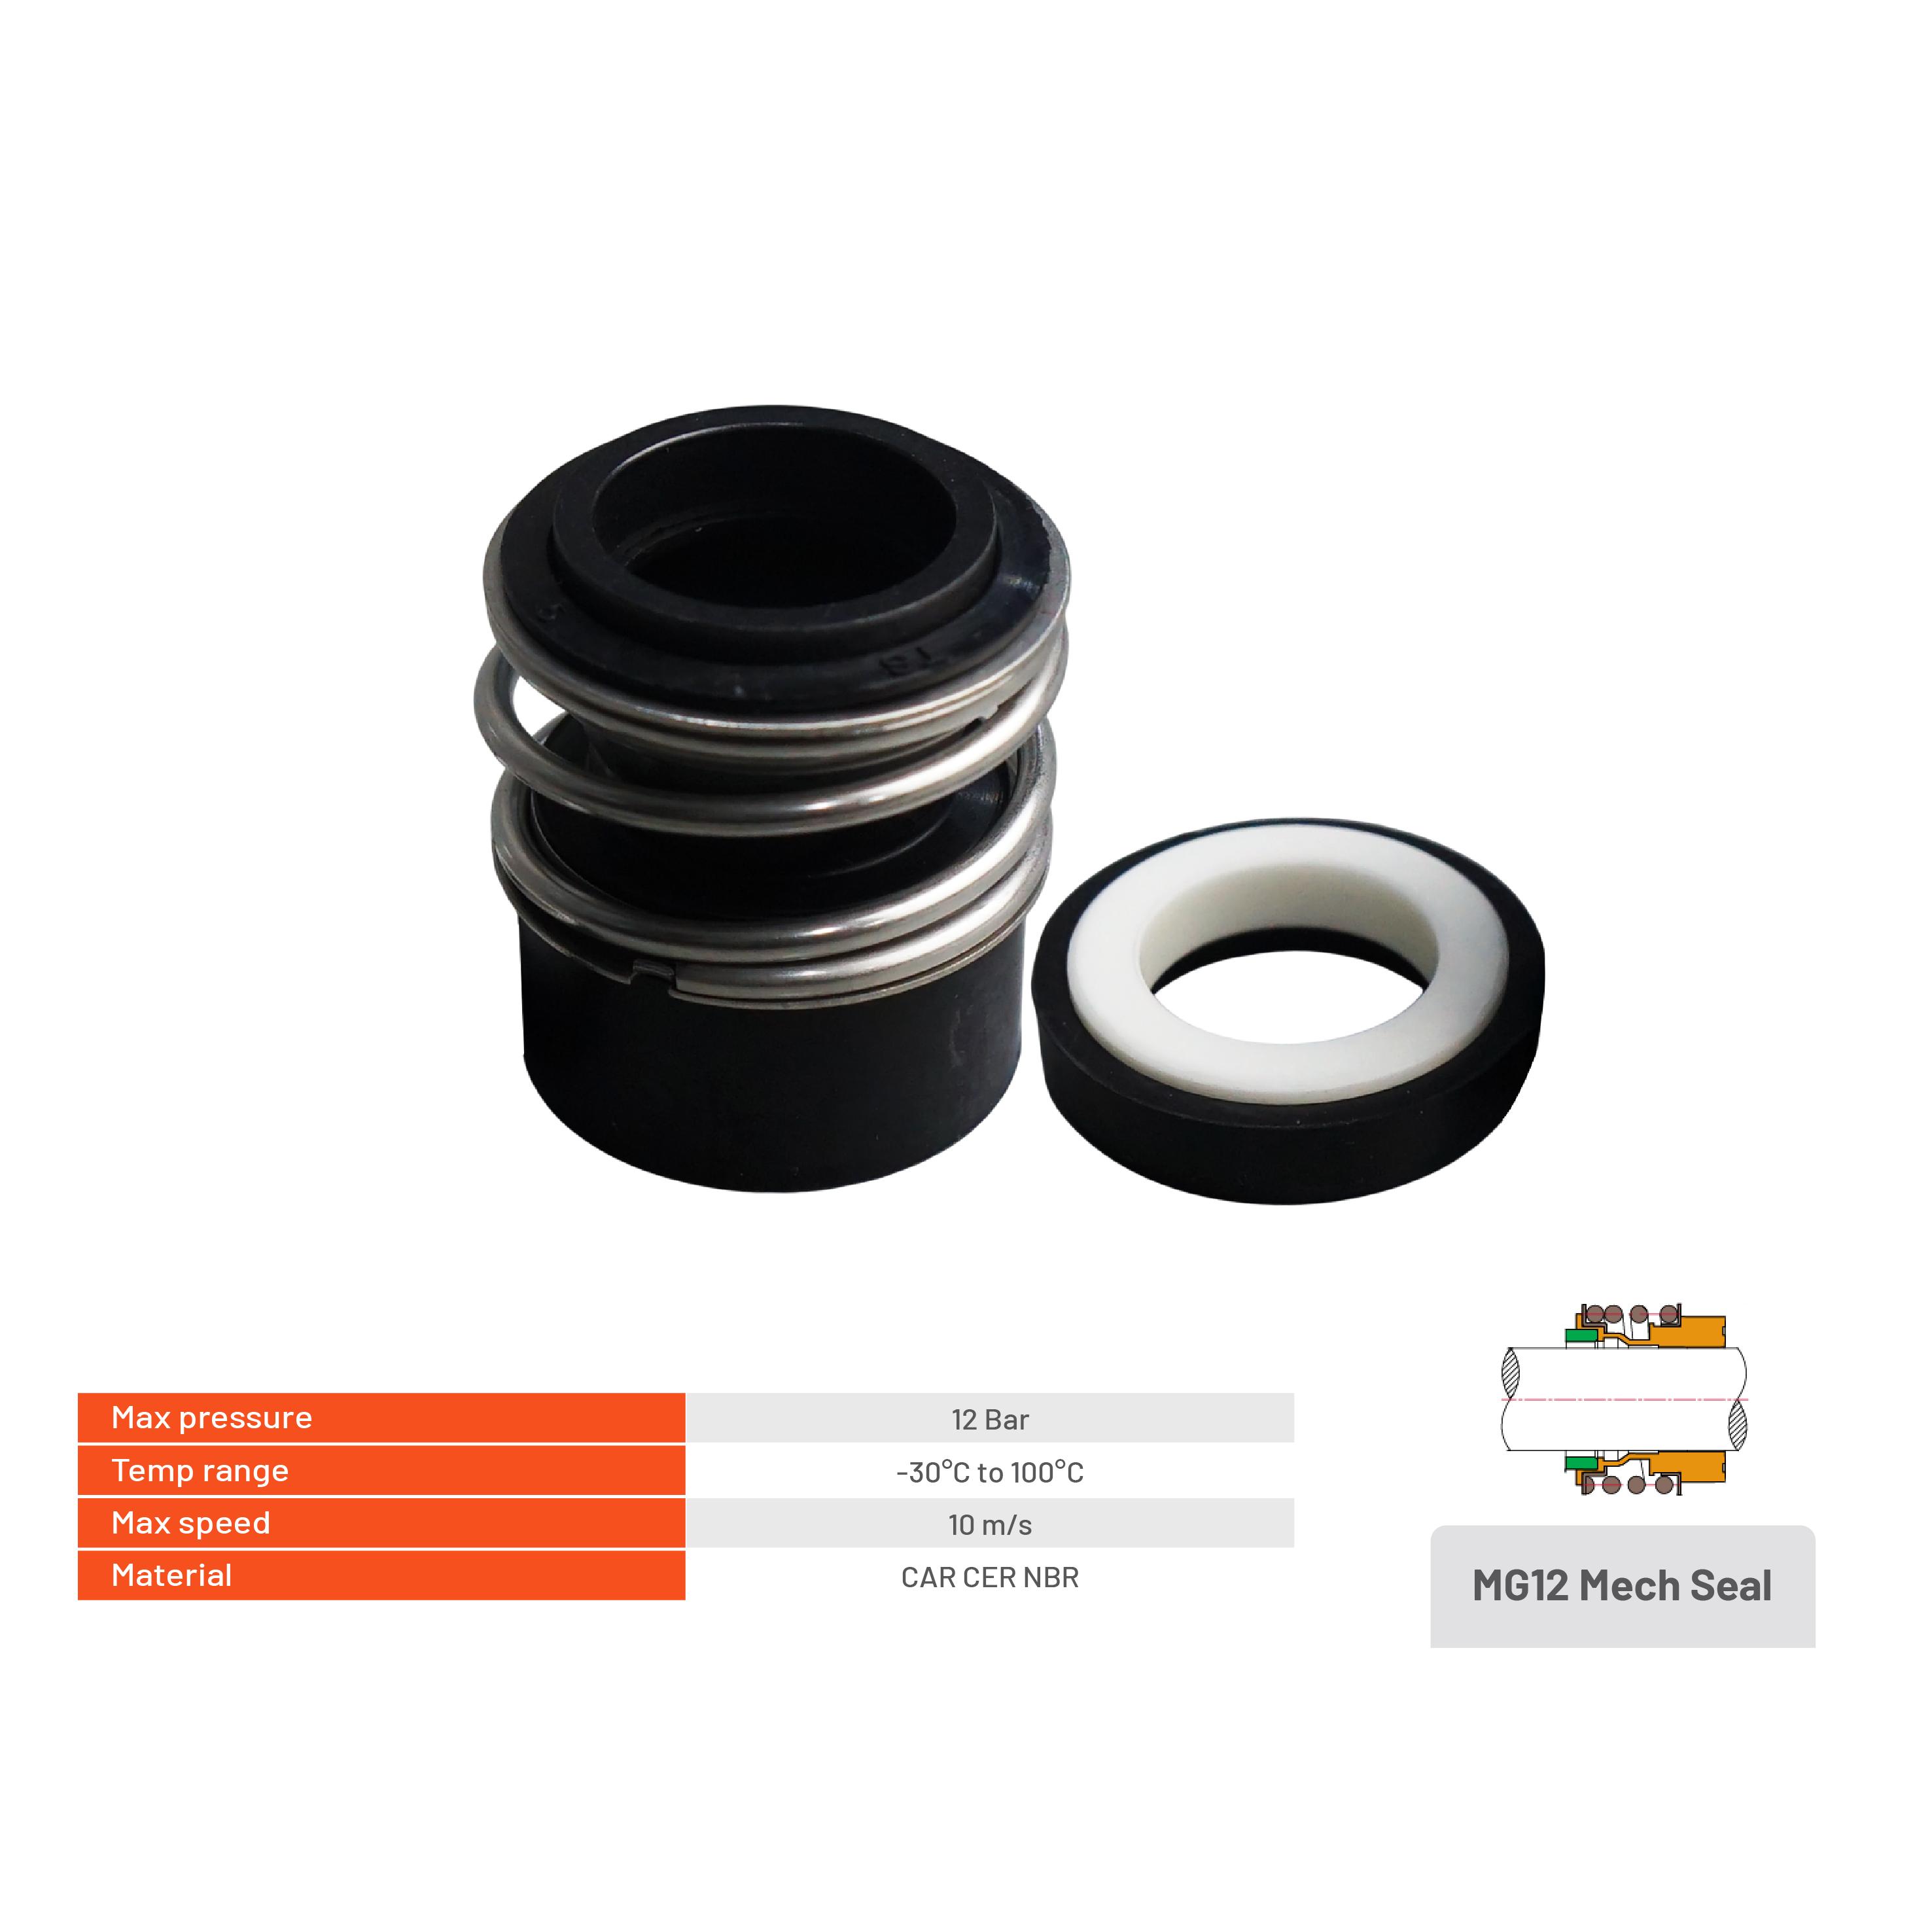 Max pressure 12 Bar
Temp range -30°C to 100°C
Max speed 10 m/s
Material CAR CER NBR
MG12 Mech Seal